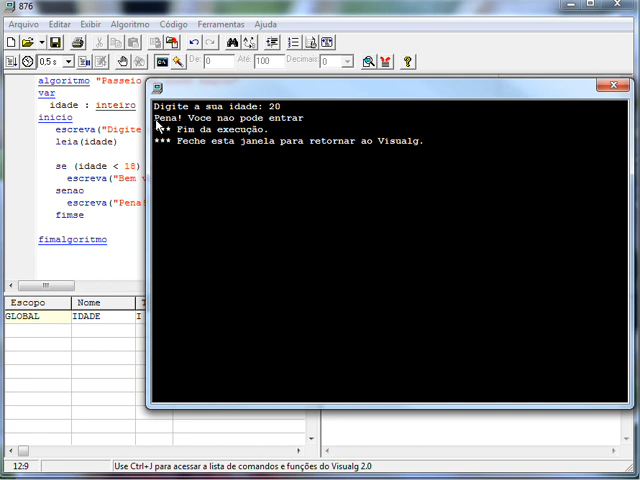 876
Arquivo Editar Exibir Algoritmo Código Ferramentas Ajuda
0,5 s De: 0 Até: 100 Decimais: 0
algoritmo "Passeio
var
idade : inteiro
inicio
escreva("Digite
leia(idade)
se (idade < 18)
escreva("Bem
senao
escreva("Pena!
fimse
fimalgoritmo
Digite a sua idade: 20
Pena! Voce nao pode entrar
*** Fim da execução.
*** Feche esta janela para retornar ao Visualg.
Escopo Nome T
GLOBAL IDADE I
12:9 Use Ctrl+J para acessar a lista de comandos e funções do Visualg 2.0